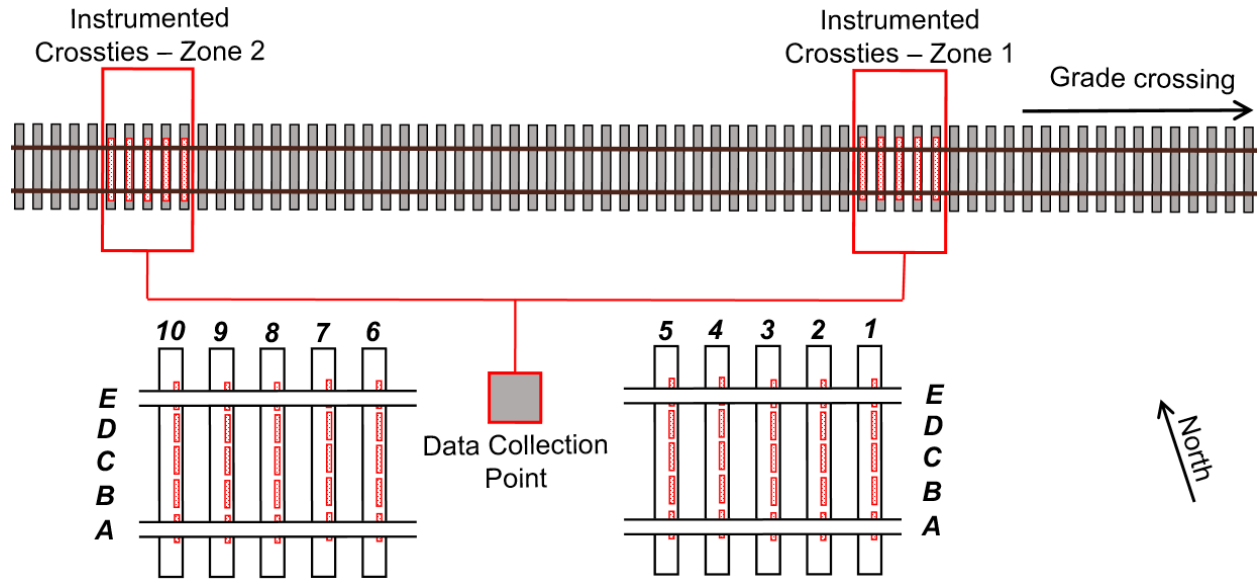 Instrumented
Crossties – Zone 2
Instrumented
Crossties – Zone 1
Grade crossing
10 9 8 7 6
5 4 3 2 1
E
D
C
B
A
Data Collection
Point
E
D
C
B
A
North